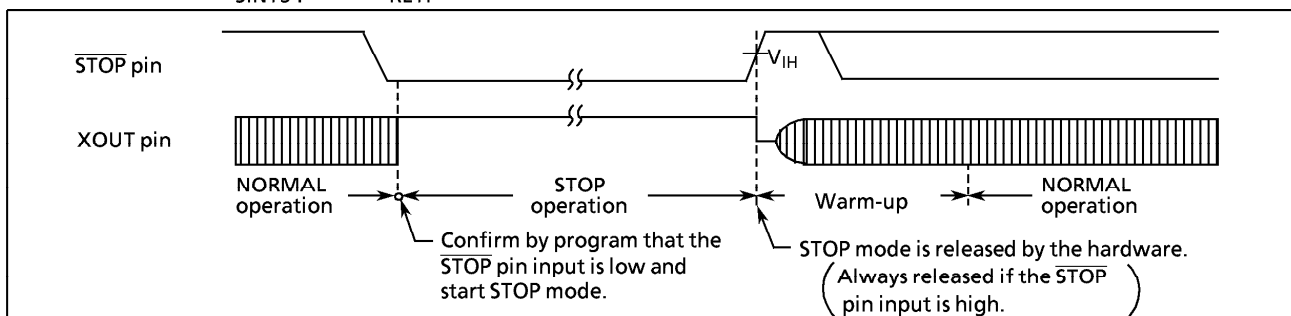 STOP pin
V_IH
XOUT pin
NORMAL
operation
STOP
operation
Warm-up
NORMAL
operation
Confirm by program that the
STOP pin input is low and
start STOP mode.
STOP mode is released by the hardware.
(Always released if the STOP
pin input is high.)